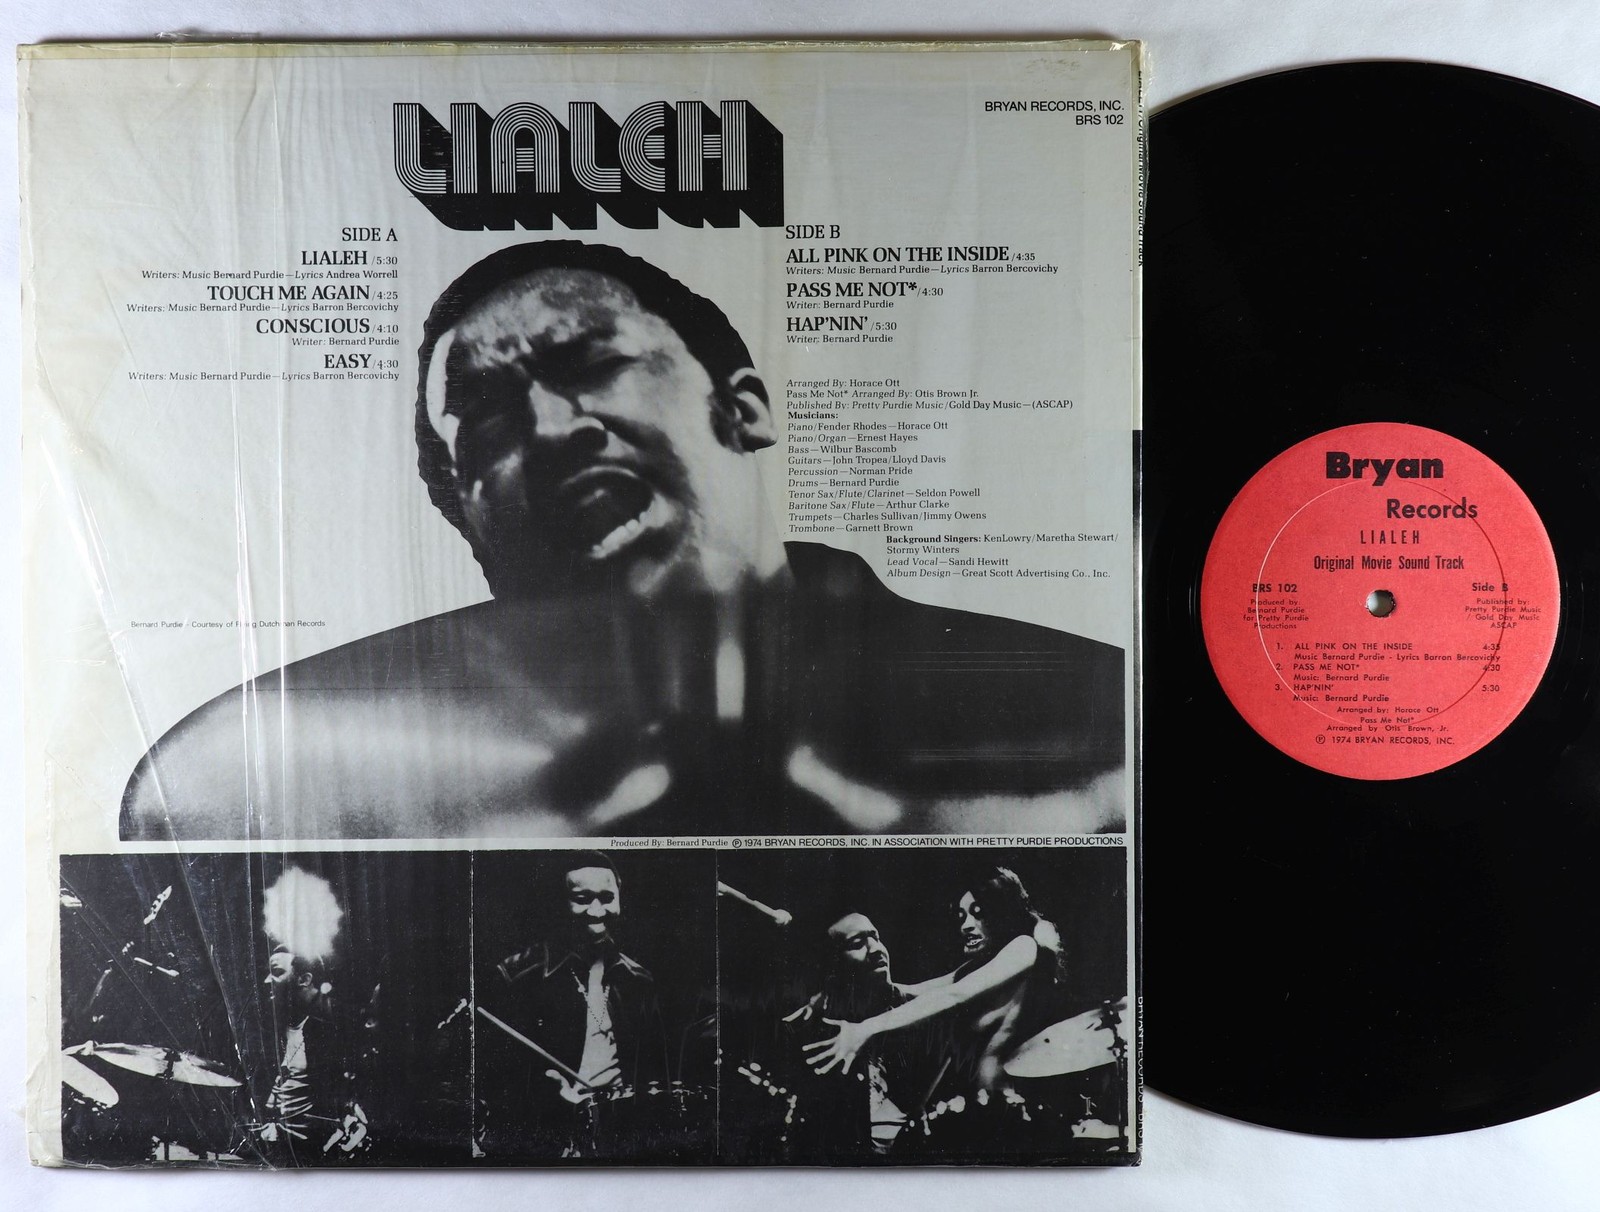 LIALEH
BRYAN RECORDS, INC.
BRS 102
SIDE A
LIALEH /5:30
Writers: Music Bernard Purdie—Lyrics Andrea Worrell
TOUCH ME AGAIN /4:25
Writers: Music Bernard Purdie—Lyrics Barron Bercovichy
CONSCIOUS /4:10
Writer: Bernard Purdie
EASY /4:30
Writers: Music Bernard Purdie—Lyrics Barron Bercovichy
SIDE B
ALL PINK ON THE INSIDE /4:35
Writers: Music Bernard Purdie—Lyrics Barron Bercovichy
PASS ME NOT* /4:30
Writer: Bernard Purdie
HAP'NIN' /5:30
Writer: Bernard Purdie
Arranged By: Horace Ott
Pass Me Not* Arranged By: Otis Brown Jr.
Published By: Pretty Purdie Music/Gold Day Music—(ASCAP)
Musicians:
Piano/Fender Rhodes—Horace Ott
Piano/Organ—Ernest Hayes
Bass—Wilbur Bascomb
Guitars—John Tropea/Lloyd Davis
Percussion—Norman Pride
Drums—Bernard Purdie
Tenor Sax/Flute/Clarinet—Seldon Powell
Baritone Sax/Flute—Arthur Clarke
Trumpets—Charles Sullivan/Jimmy Owens
Trombone—Garnett Brown
Background Singers: KenLowry/Maretha Stewart/
Stormy Winters
Lead Vocal—Sandi Hewitt
Album Design—Great Scott Advertising Co., Inc.
Bernard Purdie - Courtesy of Flying Dutchman Records
Produced By: Bernard Purdie ℗ 1974 BRYAN RECORDS, INC. IN ASSOCIATION WITH PRETTY PURDIE PRODUCTIONS
Original Movie Sound Track
BRYAN RECORDS
Bryan
Records
LIALEH
Original Movie Sound Track
BRS 102
Side B
Produced by:
Bernard Purdie
for Pretty Purdie
Productions
Published by:
Pretty Purdie Music
/ Gold Day Music
ASCAP
1. ALL PINK ON THE INSIDE 4:35
Music Bernard Purdie - Lyrics Barron Bercovichy
2. PASS ME NOT* 4:30
Music: Bernard Purdie
3. HAP'NIN' 5:30
Music: Bernard Purdie
Arranged by: Horace Ott
Pass Me Not*
Arranged by Otis Brown, Jr.
℗ 1974 BRYAN RECORDS, INC.